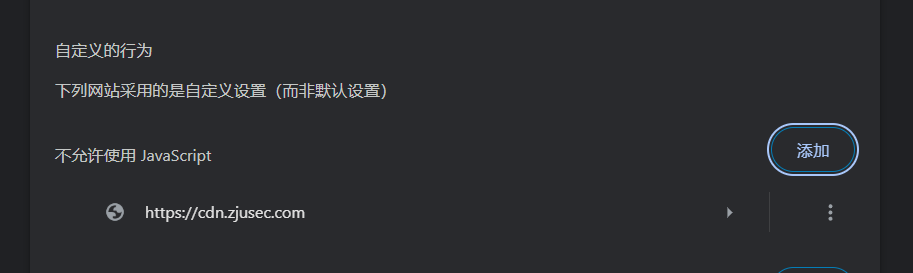 自定义的行为
下列网站采用的是自定义设置（而非默认设置）
不允许使用 JavaScript
添加
https://cdn.zjusec.com